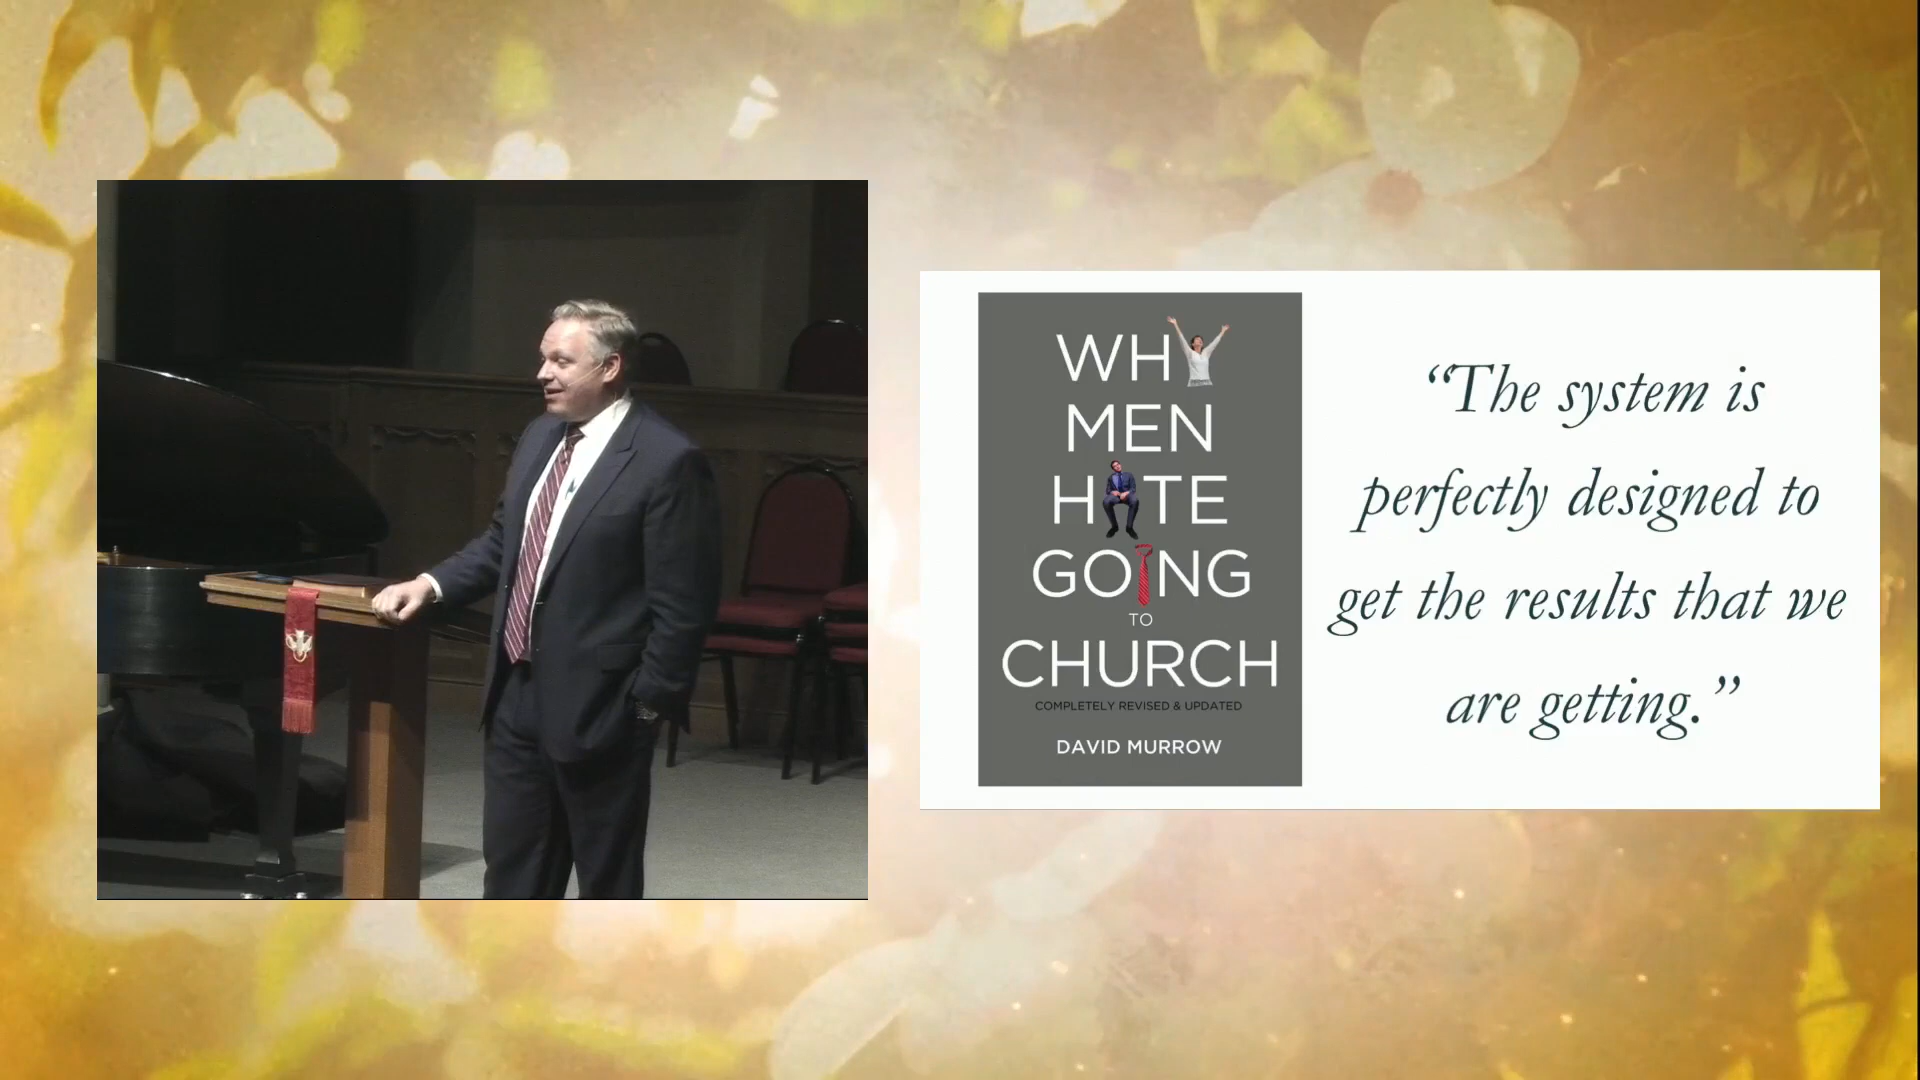 WHY
MEN
HATE
GOING
TO
CHURCH
COMPLETELY REVISED & UPDATED
DAVID MURROW
“The system is
perfectly designed to
get the results that we
are getting.”